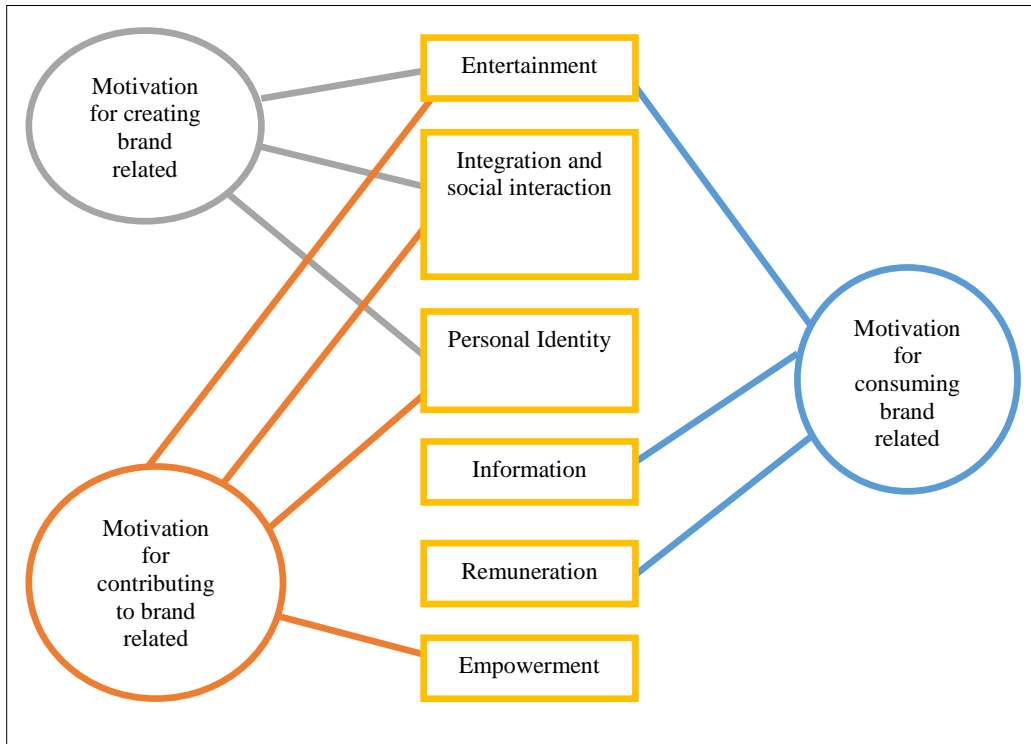 Motivation
for creating
brand
related
Entertainment
Integration and
social interaction
Personal Identity
Information
Remuneration
Empowerment
Motivation
for
contributing
to brand
related
Motivation
for
consuming
brand
related